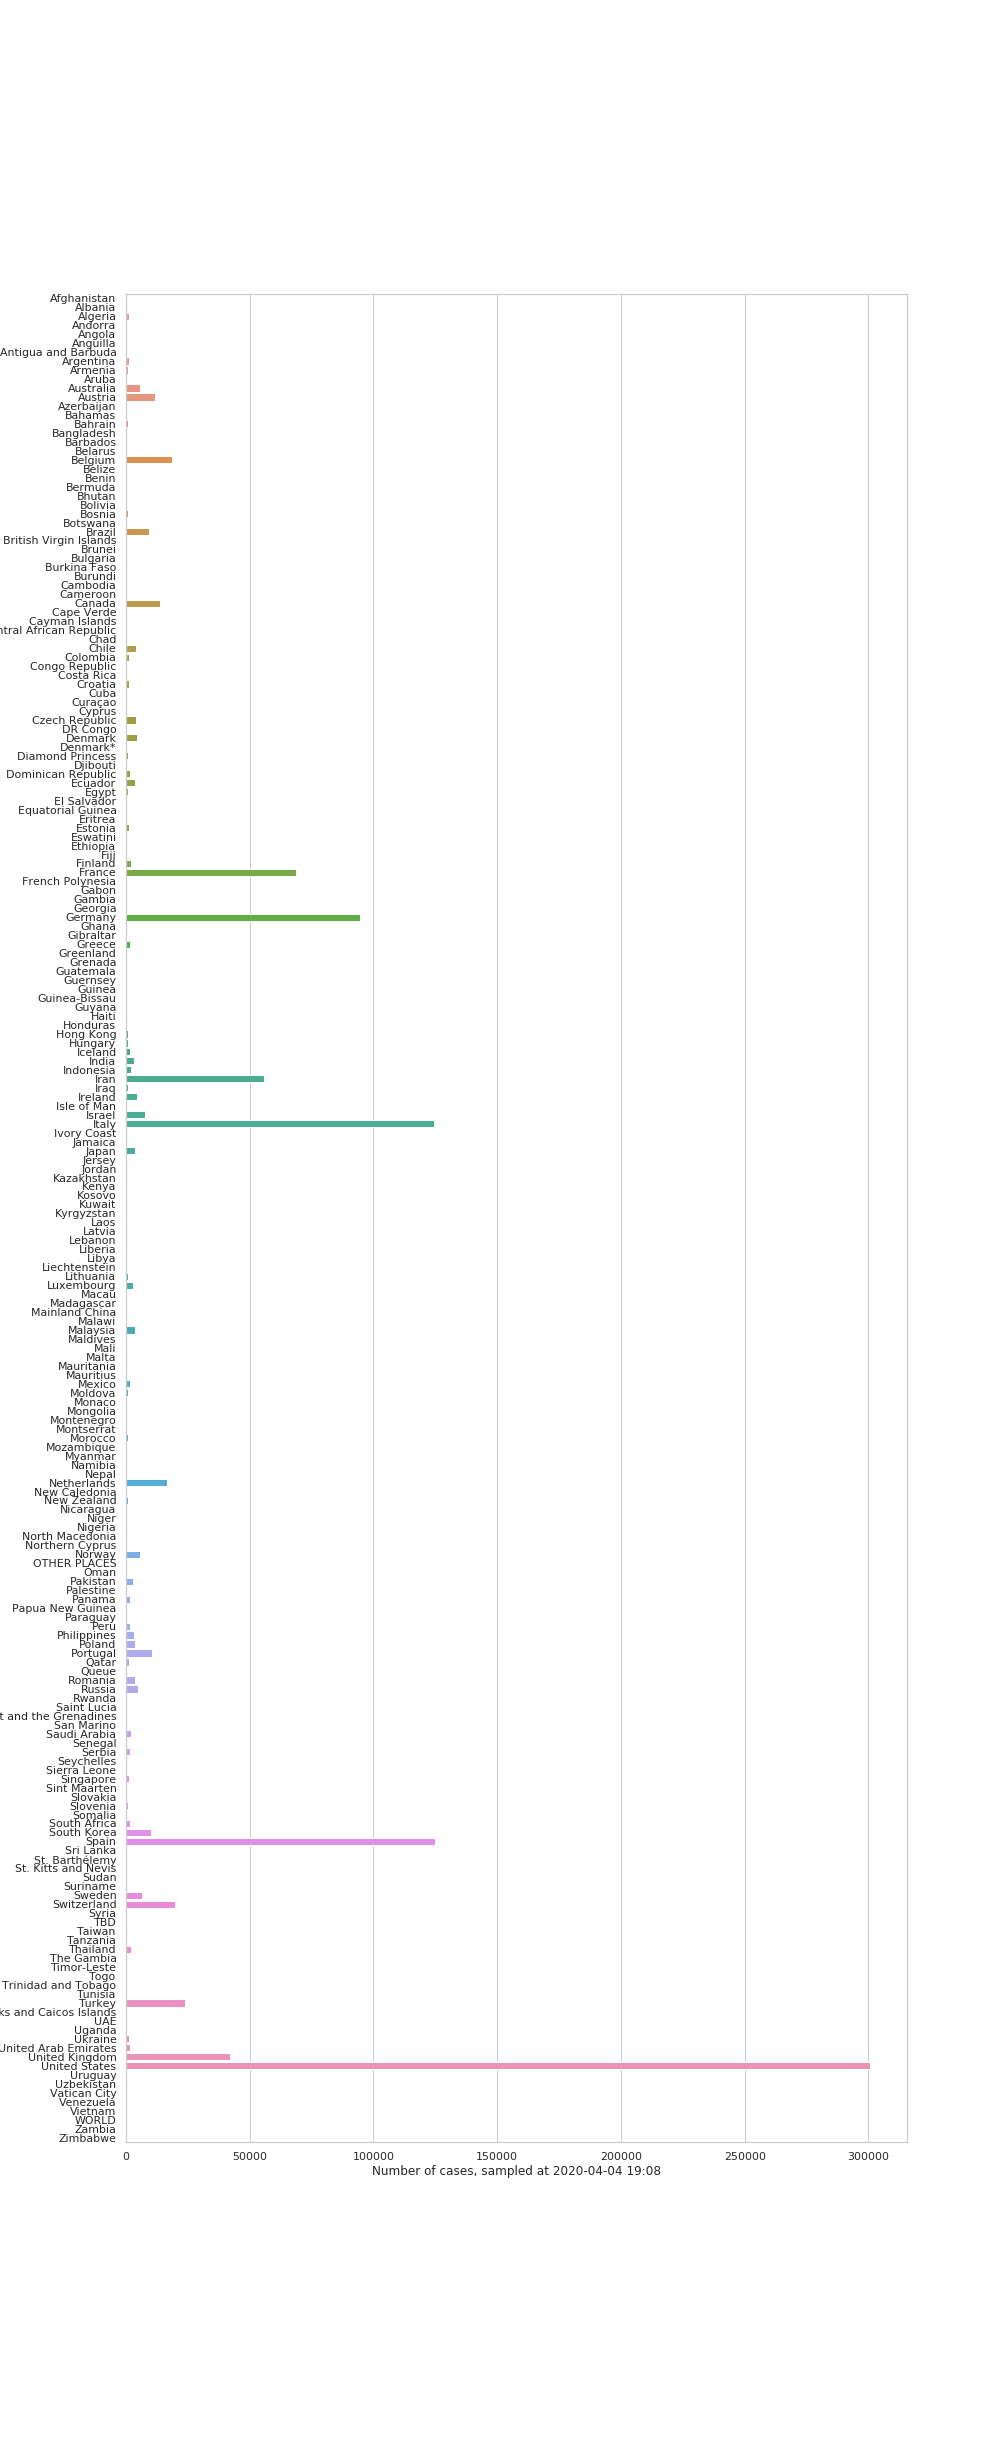 Afghanistan
Albania
Algeria
Andorra
Angola
Anguilla
Antigua and Barbuda
Argentina
Armenia
Aruba
Australia
Austria
Azerbaijan
Bahamas
Bahrain
Bangladesh
Barbados
Belarus
Belgium
Belize
Benin
Bermuda
Bhutan
Bolivia
Bosnia
Botswana
Brazil
British Virgin Islands
Brunei
Bulgaria
Burkina Faso
Burundi
Cambodia
Cameroon
Canada
Cape Verde
Cayman Islands
ntral African Republic
Chad
Chile
Colombia
Congo Republic
Costa Rica
Croatia
Cuba
Curaçao
Cyprus
Czech Republic
DR Congo
Denmark
Denmark*
Diamond Princess
Djibouti
Dominican Republic
Ecuador
Egypt
El Salvador
Equatorial Guinea
Eritrea
Estonia
Eswatini
Ethiopia
Fiji
Finland
France
French Polynesia
Gabon
Gambia
Georgia
Germany
Ghana
Gibraltar
Greece
Greenland
Grenada
Guatemala
Guernsey
Guinea
Guinea-Bissau
Guyana
Haiti
Honduras
Hong Kong
Hungary
Iceland
India
Indonesia
Iran
Iraq
Ireland
Isle of Man
Israel
Italy
Ivory Coast
Jamaica
Japan
Jersey
Jordan
Kazakhstan
Kenya
Kosovo
Kuwait
Kyrgyzstan
Laos
Latvia
Lebanon
Liberia
Libya
Liechtenstein
Lithuania
Luxembourg
Macau
Madagascar
Mainland China
Malawi
Malaysia
Maldives
Mali
Malta
Mauritania
Mauritius
Mexico
Moldova
Monaco
Mongolia
Montenegro
Montserrat
Morocco
Mozambique
Myanmar
Namibia
Nepal
Netherlands
New Caledonia
New Zealand
Nicaragua
Niger
Nigeria
North Macedonia
Northern Cyprus
Norway
OTHER PLACES
Oman
Pakistan
Palestine
Panama
Papua New Guinea
Paraguay
Peru
Philippines
Poland
Portugal
Qatar
Queue
Romania
Russia
Rwanda
Saint Lucia
t and the Grenadines
San Marino
Saudi Arabia
Senegal
Serbia
Seychelles
Sierra Leone
Singapore
Sint Maarten
Slovakia
Slovenia
Somalia
South Africa
South Korea
Spain
Sri Lanka
St. Barthélemy
St. Kitts and Nevis
Sudan
Suriname
Sweden
Switzerland
Syria
TBD
Taiwan
Tanzania
Thailand
The Gambia
Timor-Leste
Togo
Trinidad and Tobago
Tunisia
Turkey
ks and Caicos Islands
UAE
Uganda
Ukraine
United Arab Emirates
United Kingdom
United States
Uruguay
Uzbekistan
Vatican City
Venezuela
Vietnam
WORLD
Zambia
Zimbabwe
0 50000 100000 150000 200000 250000 300000
Number of cases, sampled at 2020-04-04 19:08